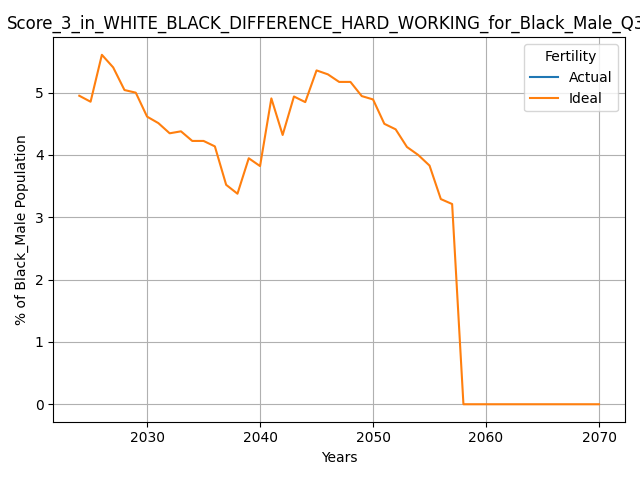 Score_3_in_WHITE_BLACK_DIFFERENCE_HARD_WORKING_for_Black_Male_Q3
Fertility
Actual
Ideal
% of Black_Male Population
5
4
3
2
1
0
2030 2040 2050 2060 2070
Years